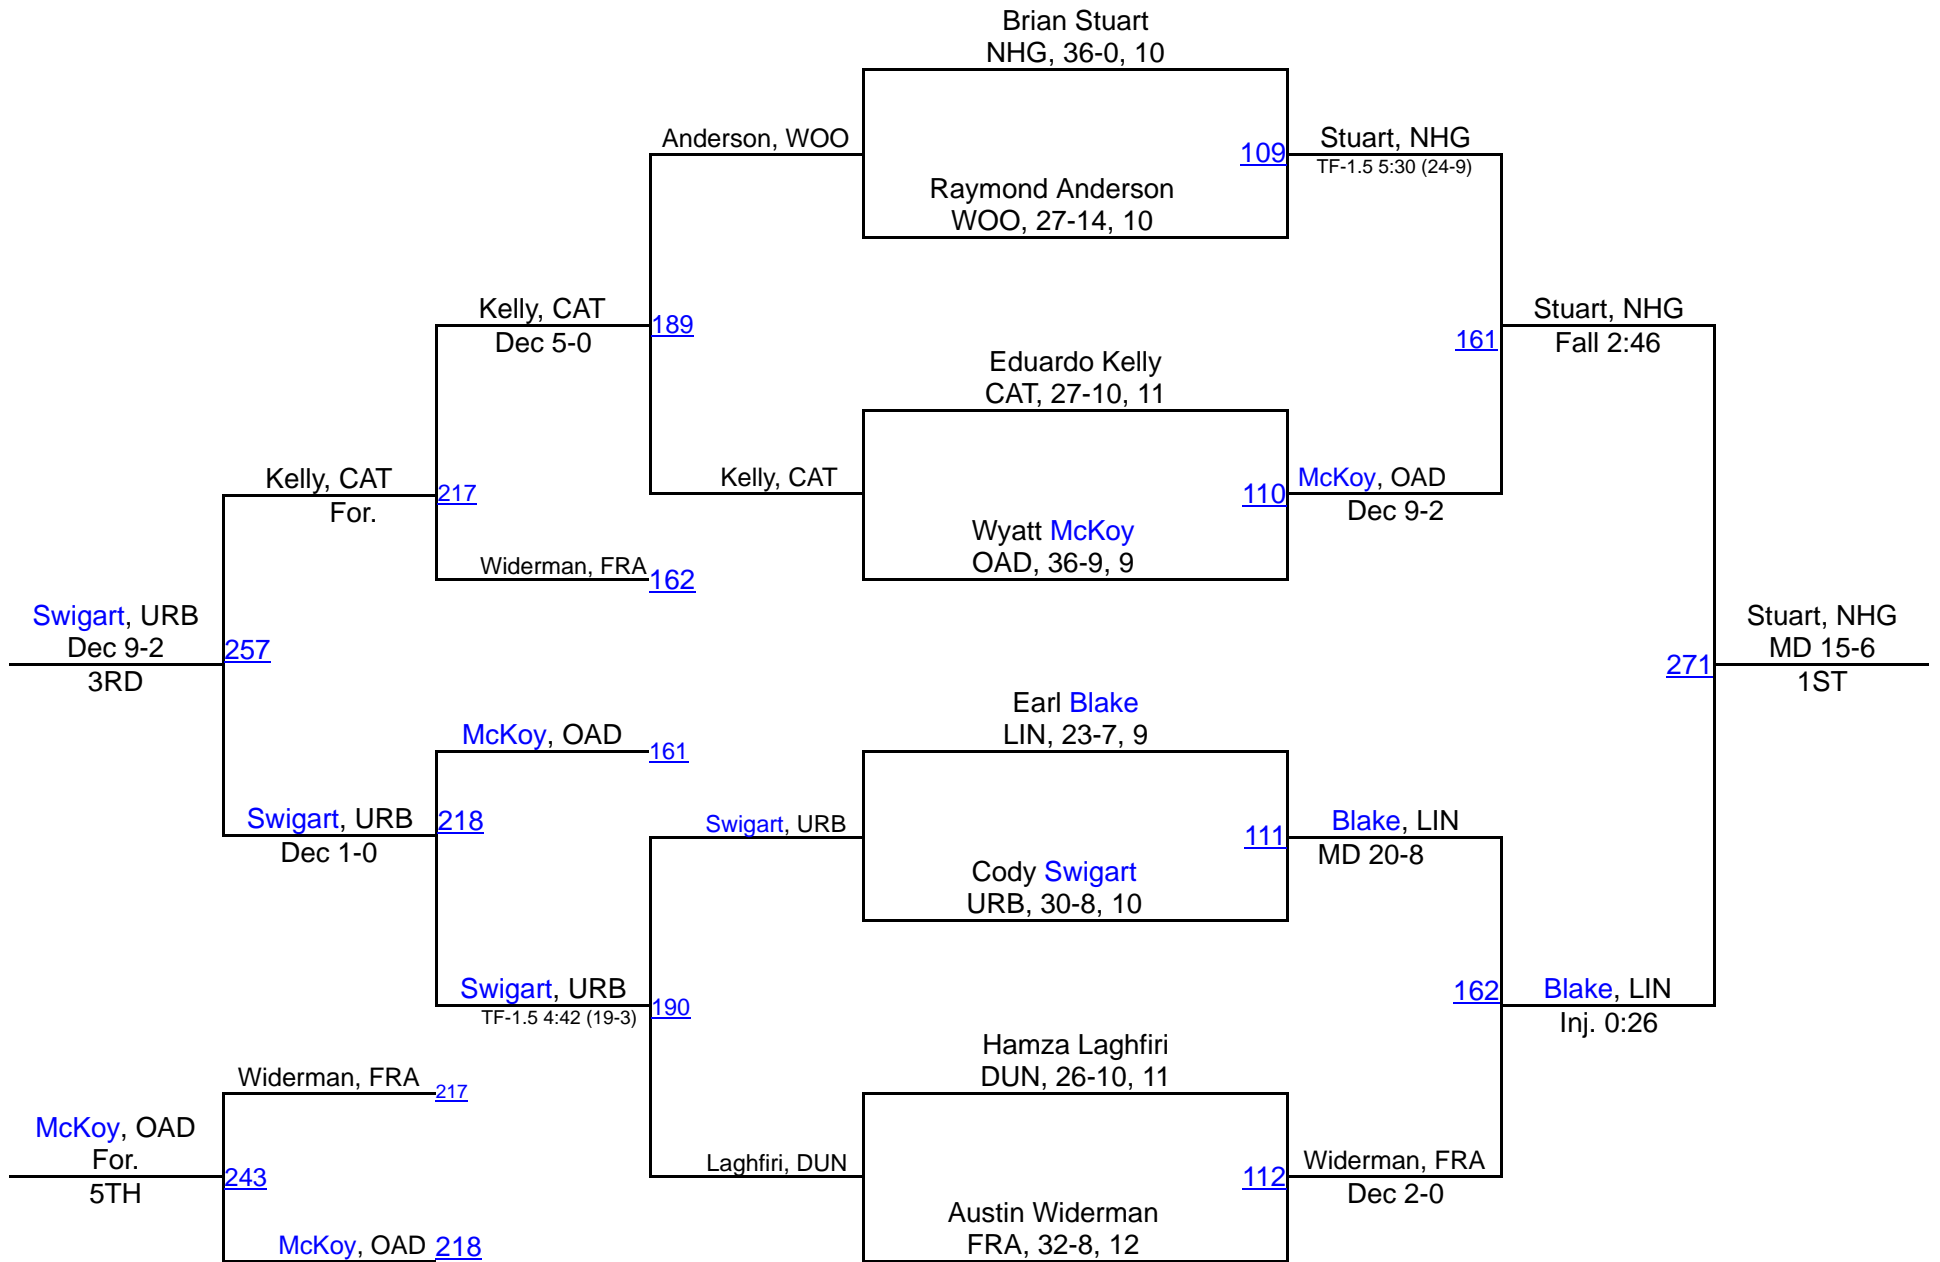 Brian Stuart
NHG, 36-0, 10
Anderson, WOO
109
Stuart, NHG
TF-1.5 5:30 (24-9)
Raymond Anderson
WOO, 27-14, 10
Kelly, CAT
Dec 5-0
189
Stuart, NHG
Fall 2:46
161
Eduardo Kelly
CAT, 27-10, 11
Kelly, CAT
For.
217
Kelly, CAT
110
McKoy, OAD
Dec 9-2
Wyatt McKoy
OAD, 36-9, 9
Widerman, FRA
162
Swigart, URB
Dec 9-2
3RD
257
Stuart, NHG
MD 15-6
1ST
271
Earl Blake
LIN, 23-7, 9
McKoy, OAD
161
Swigart, URB
Dec 1-0
218
Swigart, URB
111
Blake, LIN
MD 20-8
Cody Swigart
URB, 30-8, 10
Swigart, URB
TF-1.5 4:42 (19-3)
190
162
Blake, LIN
Inj. 0:26
Hamza Laghfiri
DUN, 26-10, 11
Widerman, FRA
217
McKoy, OAD
For.
5TH
243
Laghfiri, DUN
112
Widerman, FRA
Dec 2-0
Austin Widerman
FRA, 32-8, 12
McKoy, OAD
218